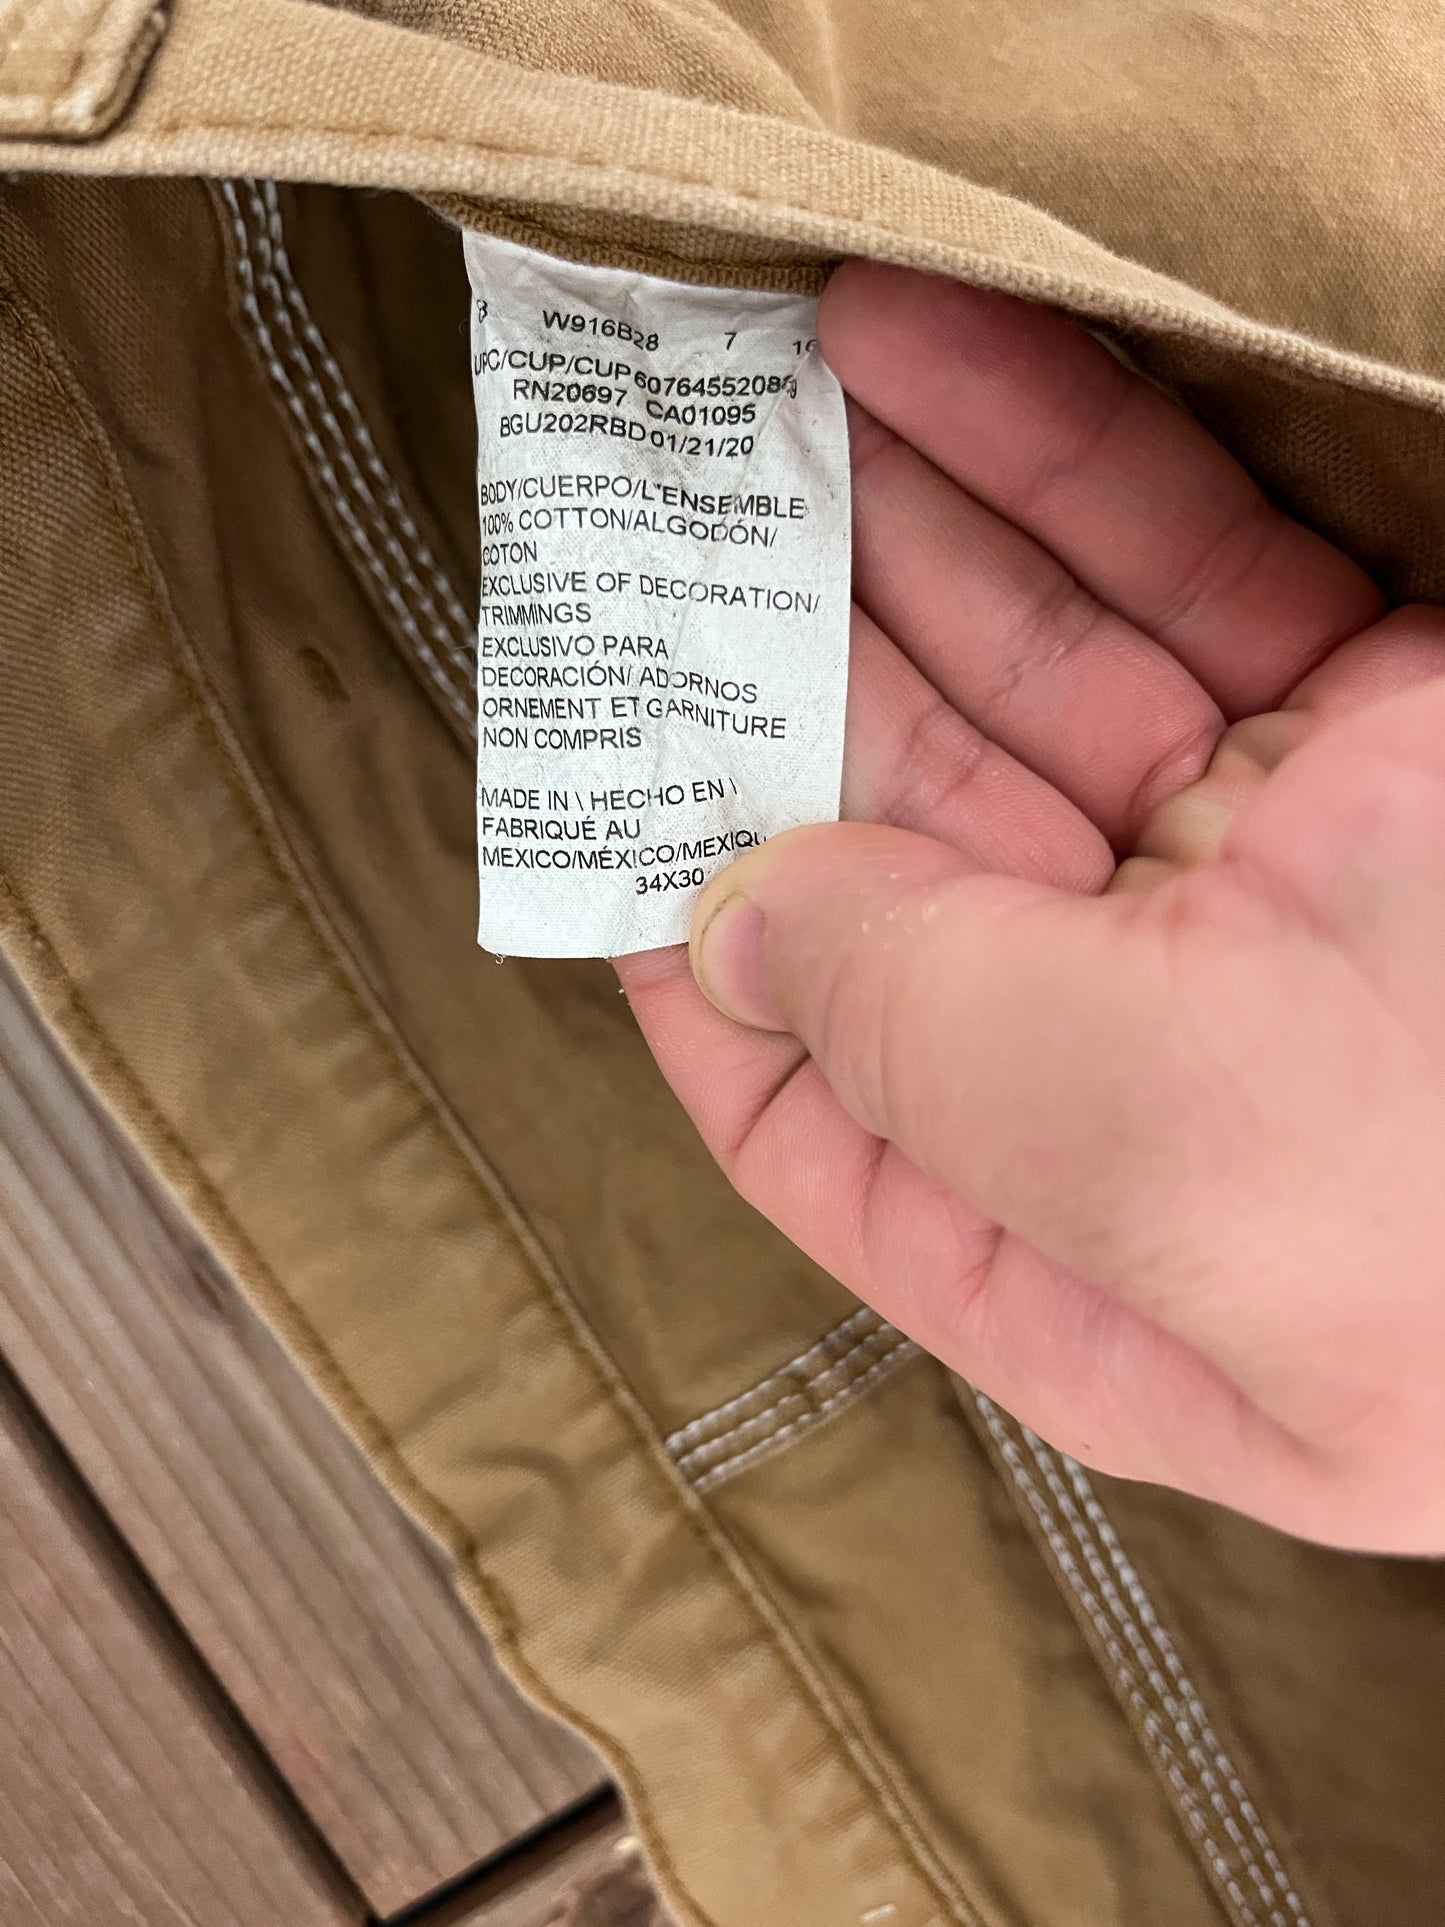 W916B28 7
UPC/CUP/CUP
RN20697 CA01095
BGU202RBD 01/21/20
BODY/CUERPO/L'ENSEMBLE
100% COTTON/ALGODÓN/
COTON
EXCLUSIVE OF DECORATION/
TRIMMINGS
EXCLUSIVO PARA
DECORACIÓN/ ADORNOS
ORNEMENT ET GARNITURE
NON COMPRIS
MADE IN \ HECHO EN \
FABRIQUÉ AU
MEXICO/MÉXICO/MEXIQU
34X30